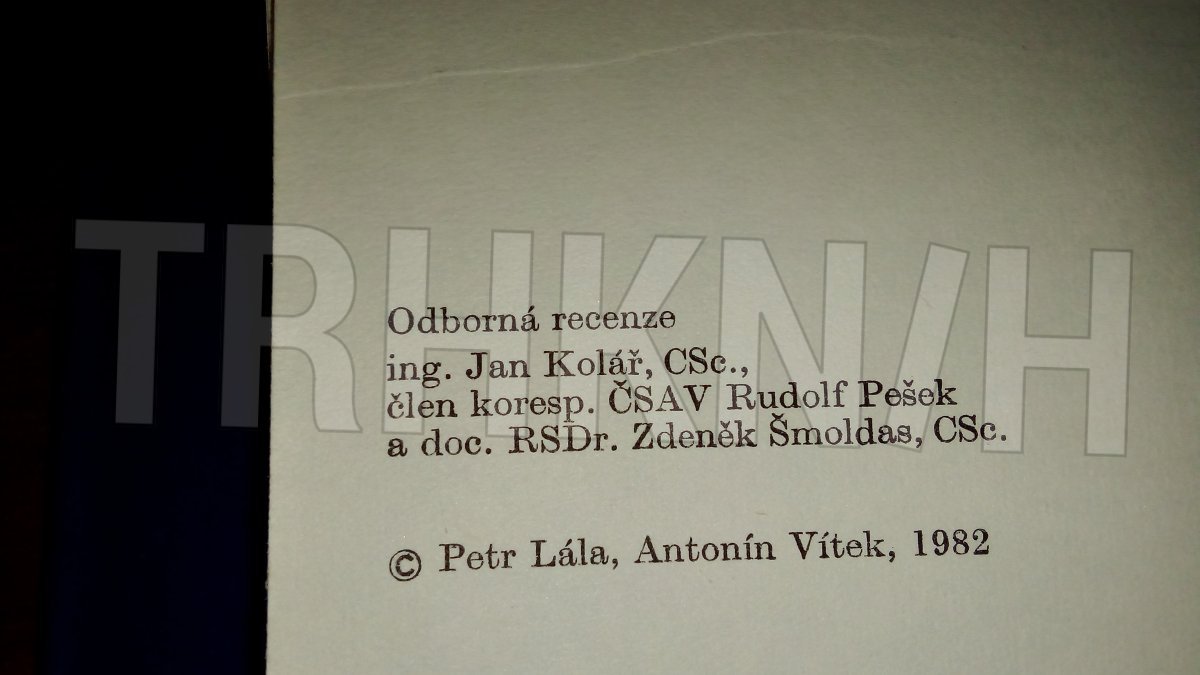 TRHKN/H
Odborná recenze
ing. Jan Kolář, CSc.,
člen koresp. ČSAV Rudolf Pešek
a doc. RSDr. Zdeněk Šmoldas, CSc.
© Petr Lála, Antonín Vítek, 1982